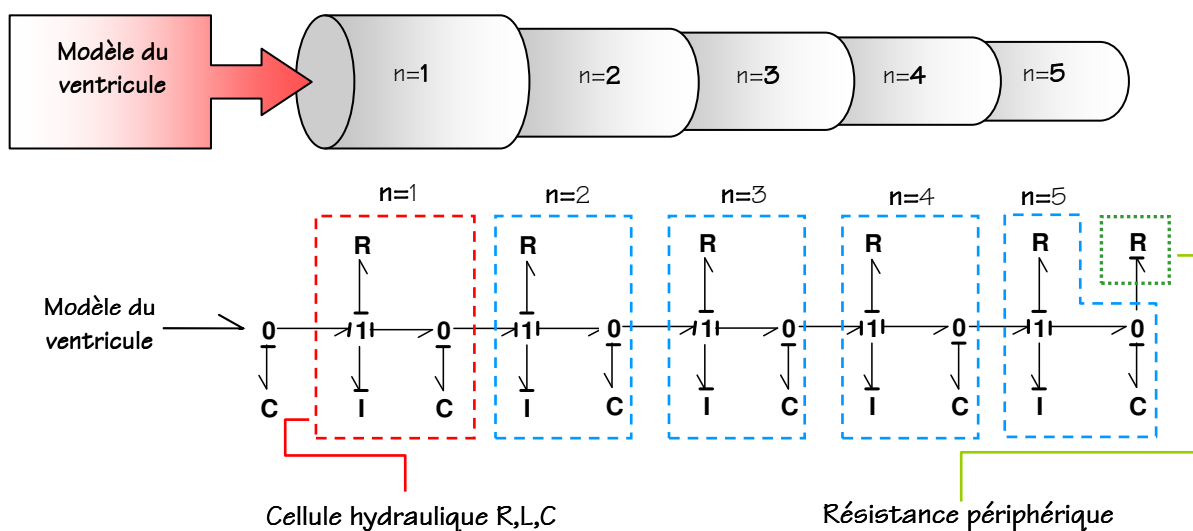 Modèle du
ventricule
n=1
n=2
n=3
n=4
n=5
n=1
n=2
n=3
n=4
n=5
R R R R R R
Modèle du
ventricule
0 1 0 1 0 1 0 1 0 1 0
C I C I C I C I C I C
Cellule hydraulique R,L,C
Résistance périphérique